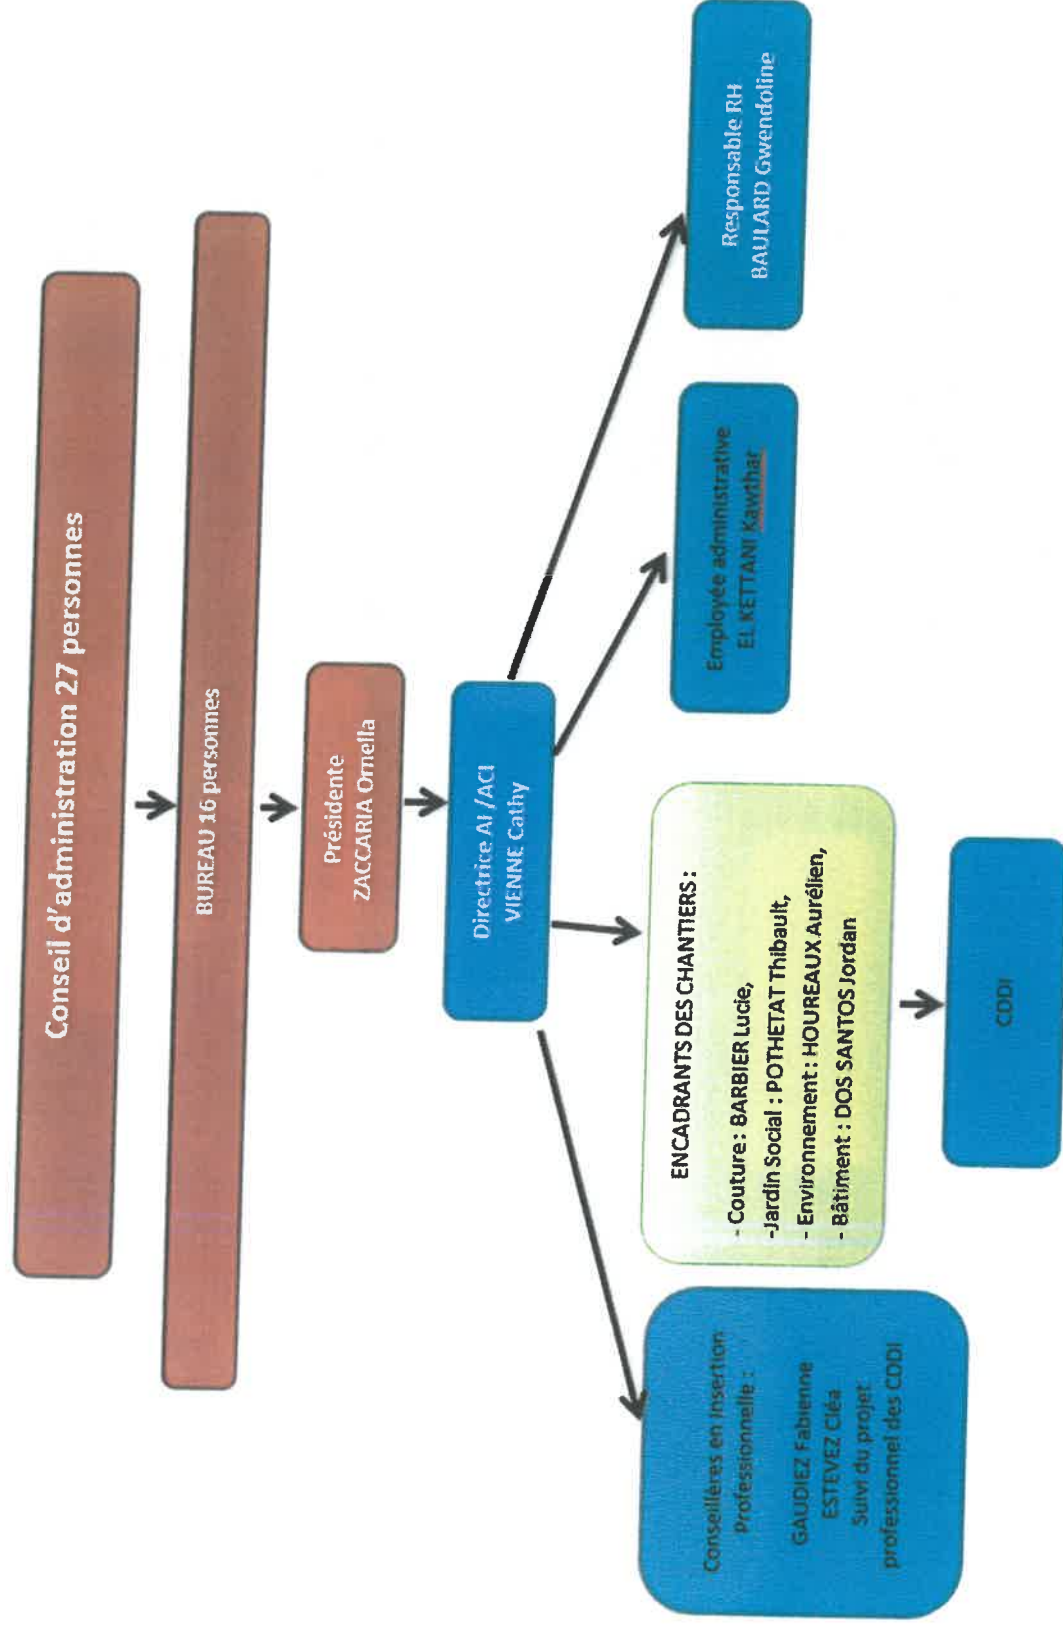 Conseil d'administration 27 personnes
BUREAU 16 personnes
Présidente
ZACCARIA Ornella
Directrice AI /ACI
VIENNE Cathy
Conseillères en insertion
Professionnelle :
GAUDIEZ Fabienne
ESTEVEZ Cléa
Suivi du projet
professionnel des CDDI
ENCADRANTS DES CHANTIERS :
- Couture : BARBIER Lucie,
-Jardin Social : POTHETAT Thibault,
- Environnement : HOUREAUX Aurélien,
- Bâtiment : DOS SANTOS Jordan
Employée administrative
EL KETTANI Kawthar
Responsable RH
BAULARD Gwendoline
CDDI